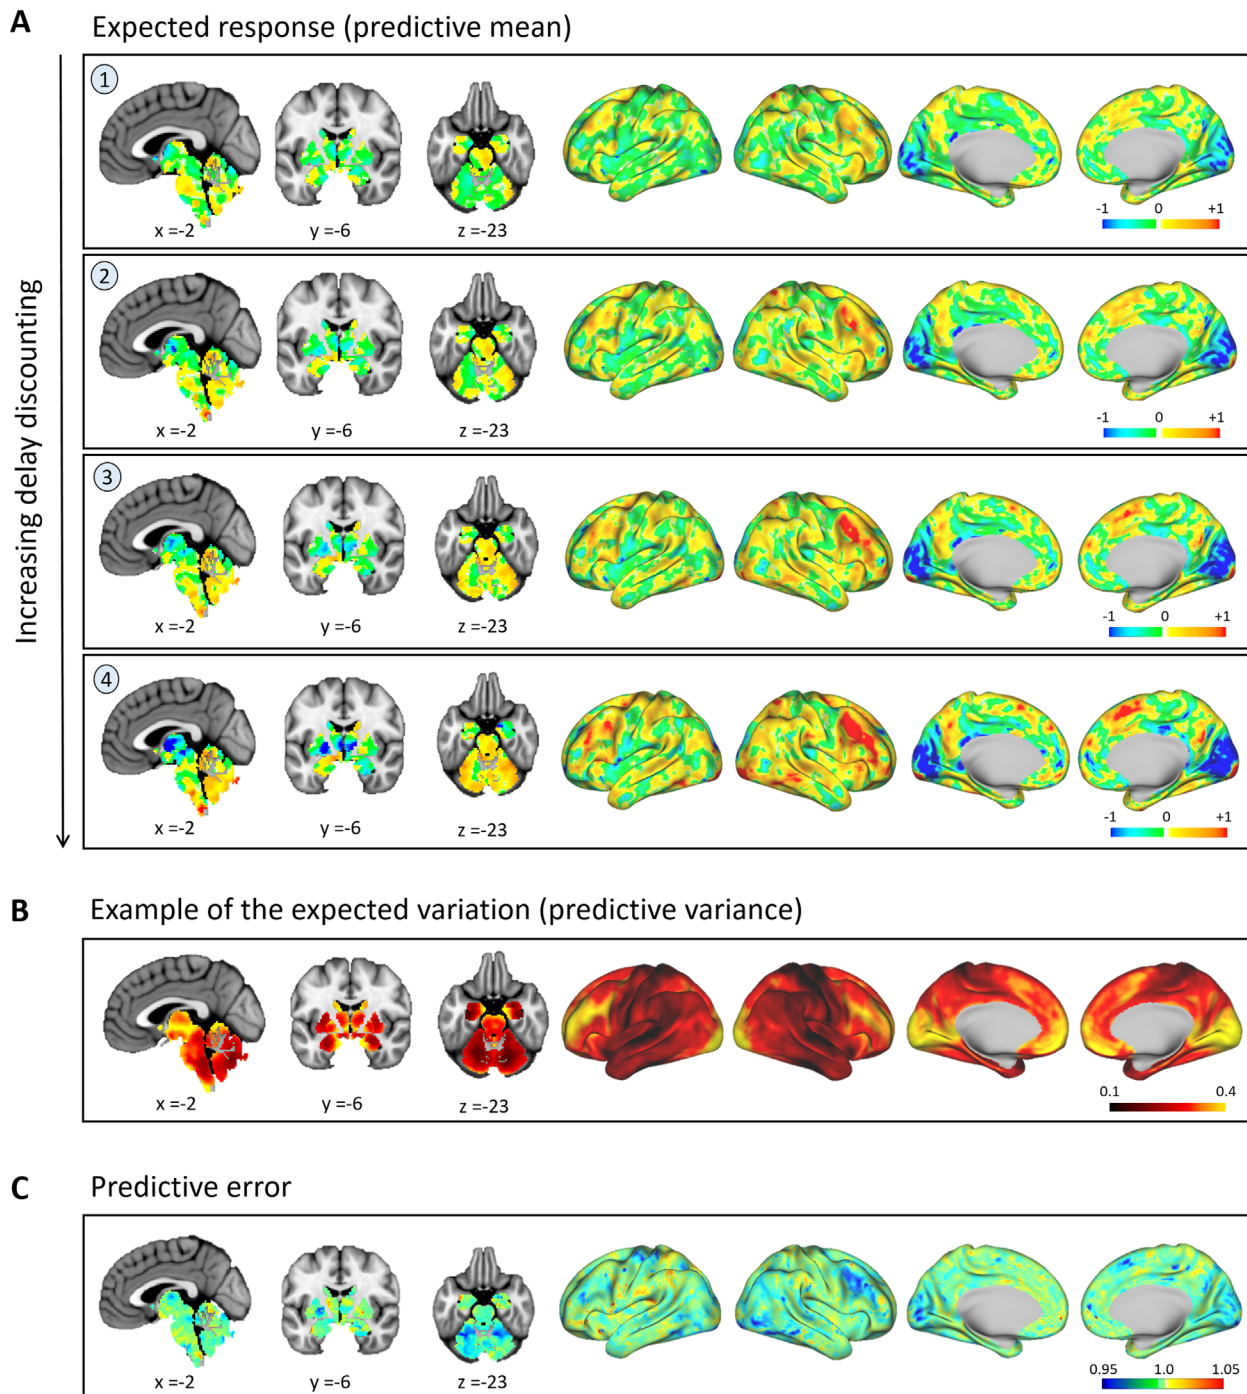 A
Expected response (predictive mean)
Increasing delay discounting
1
x =-2
y =-6
z =-23
-1 0 +1
2
x =-2
y =-6
z =-23
-1 0 +1
3
x =-2
y =-6
z =-23
-1 0 +1
4
x =-2
y =-6
z =-23
-1 0 +1
B
Example of the expected variation (predictive variance)
x =-2
y =-6
z =-23
0.1 0.4
C
Predictive error
x =-2
y =-6
z =-23
0.95 1.0 1.05